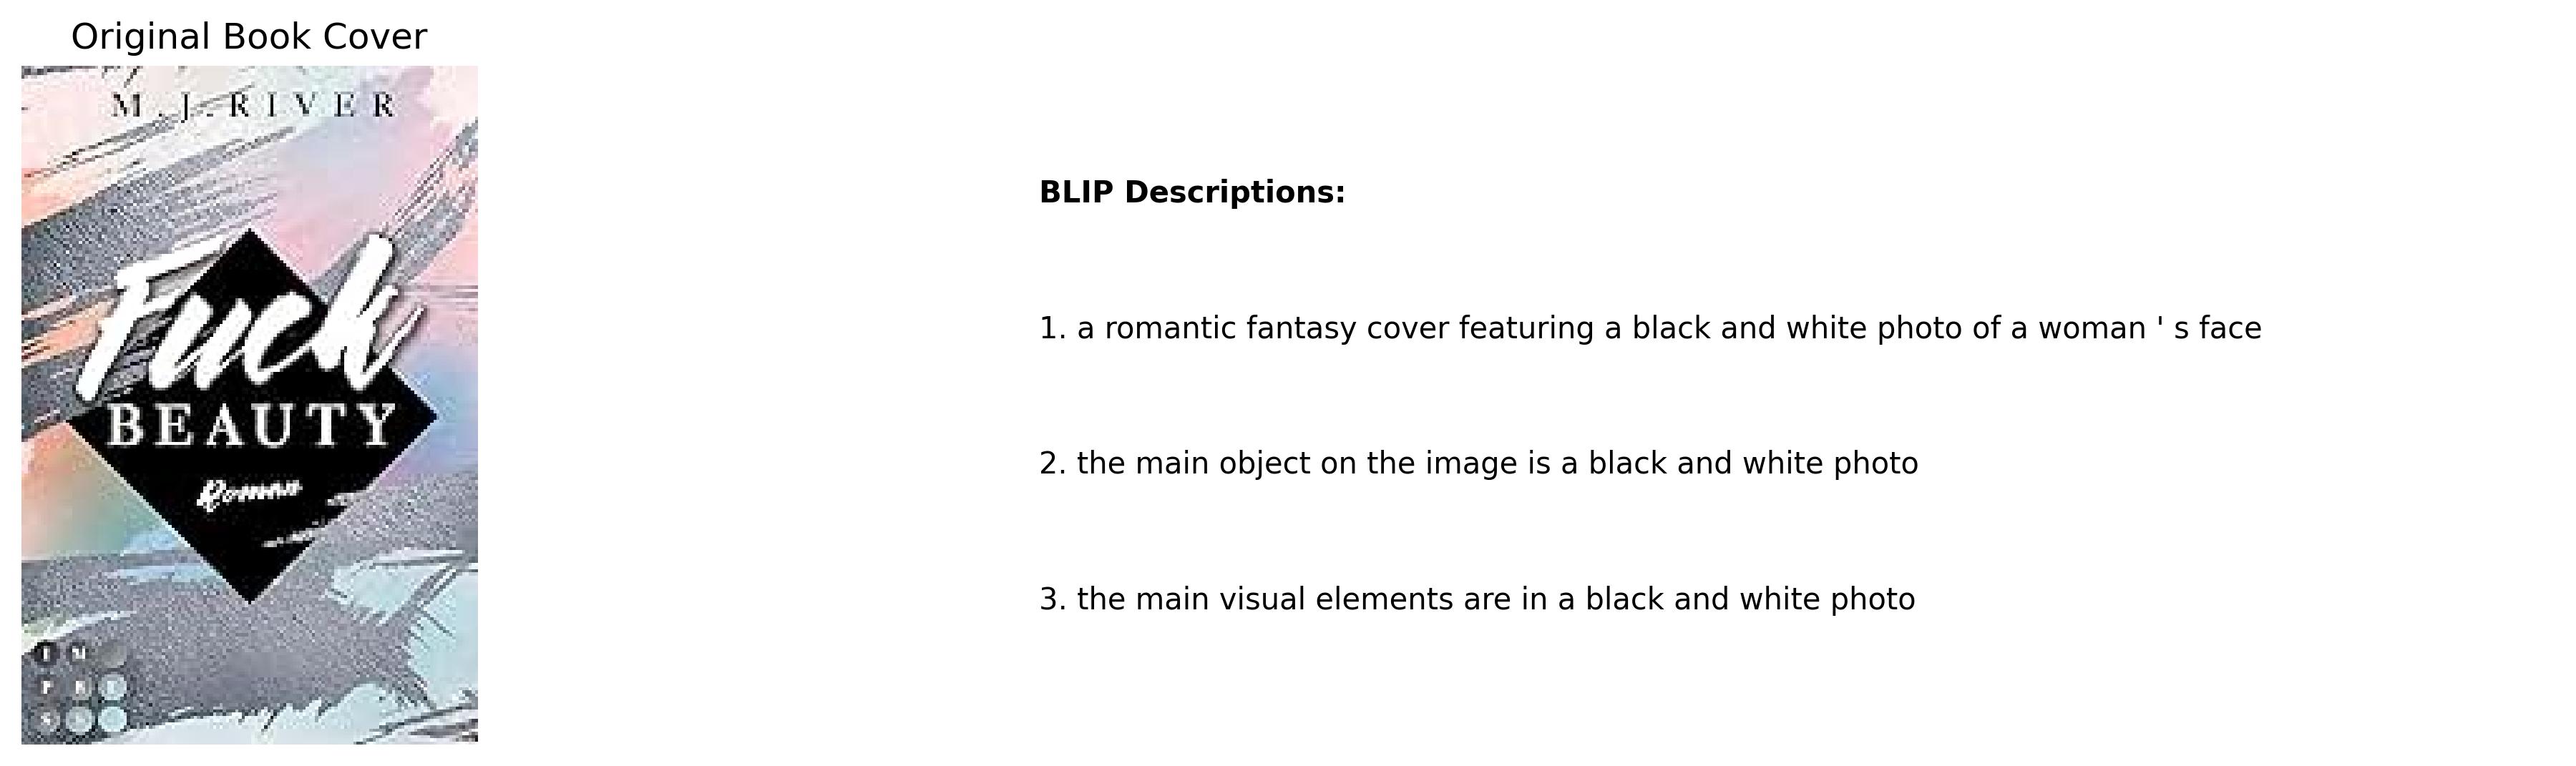 Original Book Cover
M.J.RIVER
Fuck
BEAUTY
Roman
I M
P R
S
BLIP Descriptions:
1. a romantic fantasy cover featuring a black and white photo of a woman ' s face
2. the main object on the image is a black and white photo
3. the main visual elements are in a black and white photo